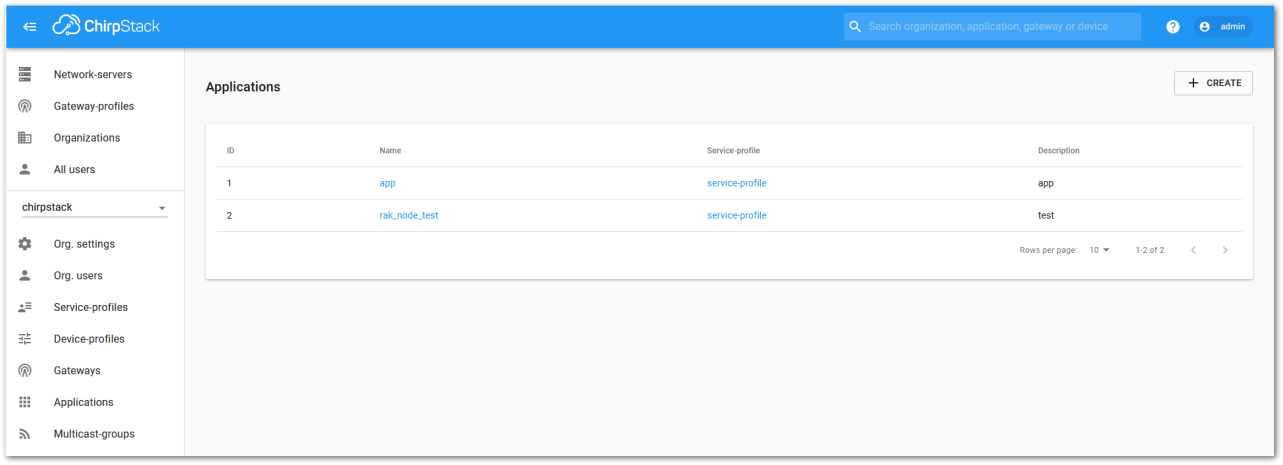 ChirpStack
Search organization, application, gateway or device
? admin
Network-servers
Gateway-profiles
Organizations
All users
chirpstack
Org. settings
Org. users
Service-profiles
Device-profiles
Gateways
Applications
Multicast-groups
Applications
+ CREATE
ID Name Service-profile Description
1 app service-profile app
2 rak_node_test service-profile test
Rows per page: 10 1-2 of 2